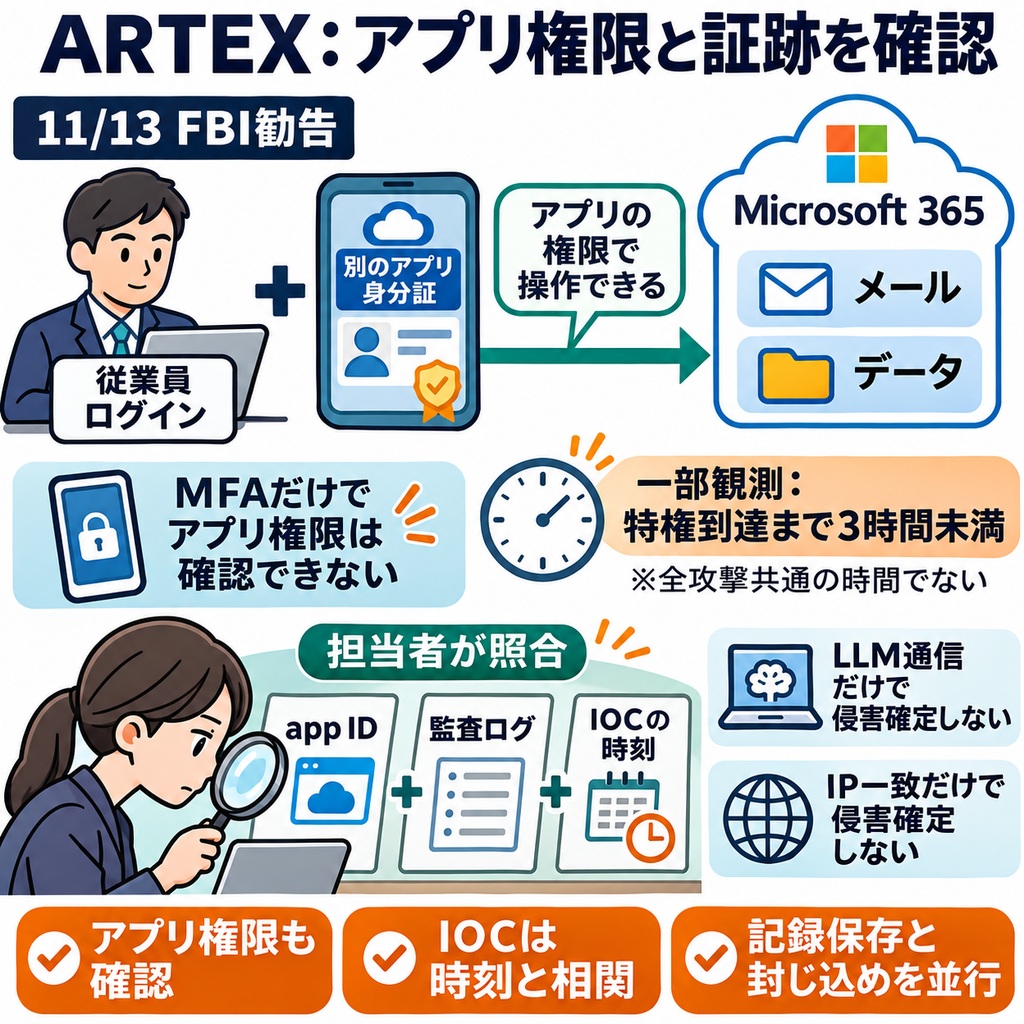 ARTEX:アプリ権限と証跡を確認
11/13 FBI勧告
従業員
ログイン
別のアプリ
身分証
アプリの
権限で
操作できる
Microsoft 365
メール
データ
MFAだけで
アプリ権限は
確認できない
一部観測:
特権到達まで3時間未満
※全攻撃共通の時間でない
担当者が照合
app ID
監査ログ
IOCの
時刻
LLM通信
だけで
侵害確定しない
IP一致だけで
侵害確定
しない
アプリ権限も
確認
IOCは
時刻と相関
記録保存と
封じ込めを並行